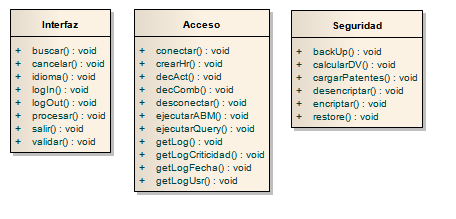 Interfaz
+ buscar() : void
+ cancelar() : void
+ idioma() : void
+ logIn() : void
+ logOut() : void
+ procesar() : void
+ salir() : void
+ validar() : void
Acceso
+ conectar() : void
+ crearHr() : void
+ decAct() : void
+ decComb() : void
+ desconectar() : void
+ ejecutarABM() : void
+ ejecutarQuery() : void
+ getLog() : void
+ getLogCriticidad() : void
+ getLogFecha() : void
+ getLogUsr() : void
Seguridad
+ backUp() : void
+ calcularDV() : void
+ cargarPatentes() : void
+ desencriptar() : void
+ encriptar() : void
+ restore() : void